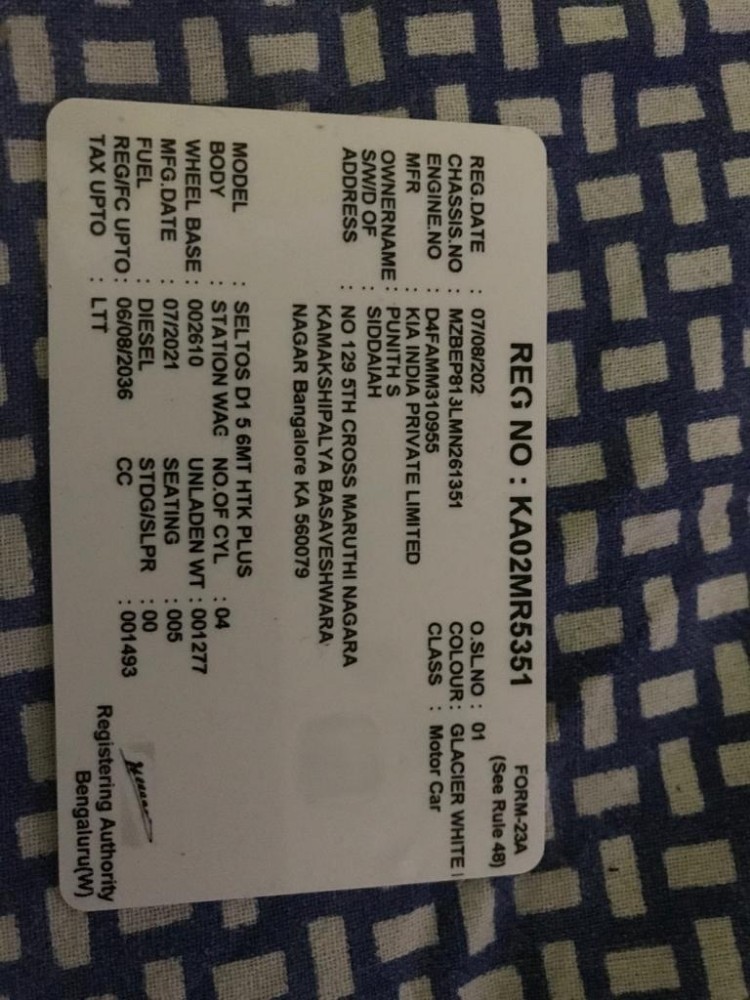 FORM-23A
REG NO : KA02MR5351 (See Rule 48)
REG.DATE : 07/08/202 O.SL.NO : 01
CHASSIS.NO : MZBEP813LMN261351 COLOUR : GLACIER WHITE
ENGINE.NO : D4FAMM310955 CLASS : Motor Car
MFR : KIA INDIA PRIVATE LIMITED
OWNERNAME : PUNITH S
S/W/D OF : SIDDAIAH
ADDRESS : NO 129 5TH CROSS MARUTHI NAGARA
KAMAKSHIPALYA BASAVESHWARA
NAGAR Bangalore KA 560079
MODEL : SELTOS D1 5 6MT HTK PLUS
BODY : STATION WAG NO.OF CYL : 04
WHEEL BASE : 002610 UNLADEN WT : 001277
MFG.DATE : 07/2021 SEATING : 005
FUEL : DIESEL STDG/SLPR : 00
REG/FC UPTO : 06/08/2036 CC : 001493
TAX UPTO : LTT
Registering Authority
Bengaluru(W)